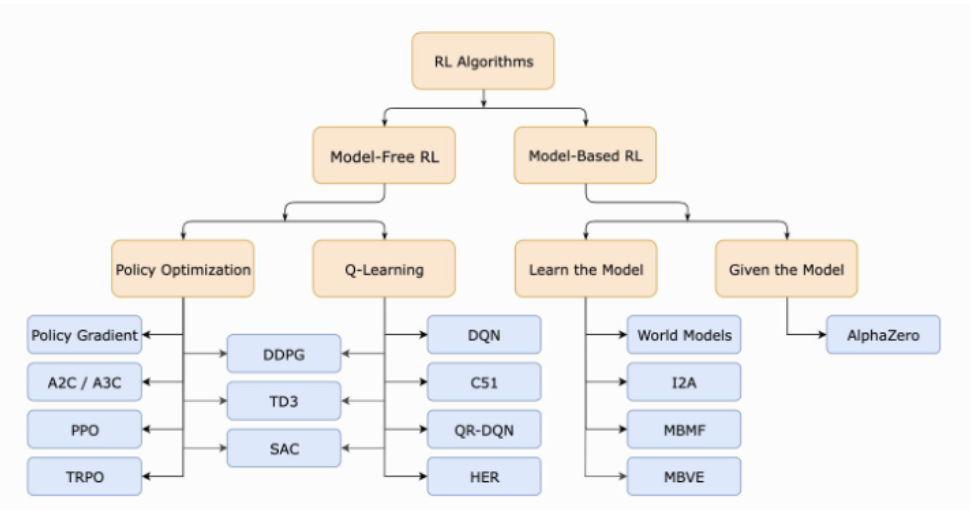 RL Algorithms
Model-Free RL
Model-Based RL
Policy Optimization
Q-Learning
Learn the Model
Given the Model
Policy Gradient
DDPG
DQN
World Models
AlphaZero
A2C / A3C
TD3
C51
I2A
PPO
SAC
QR-DQN
MBMF
TRPO
HER
MBVE